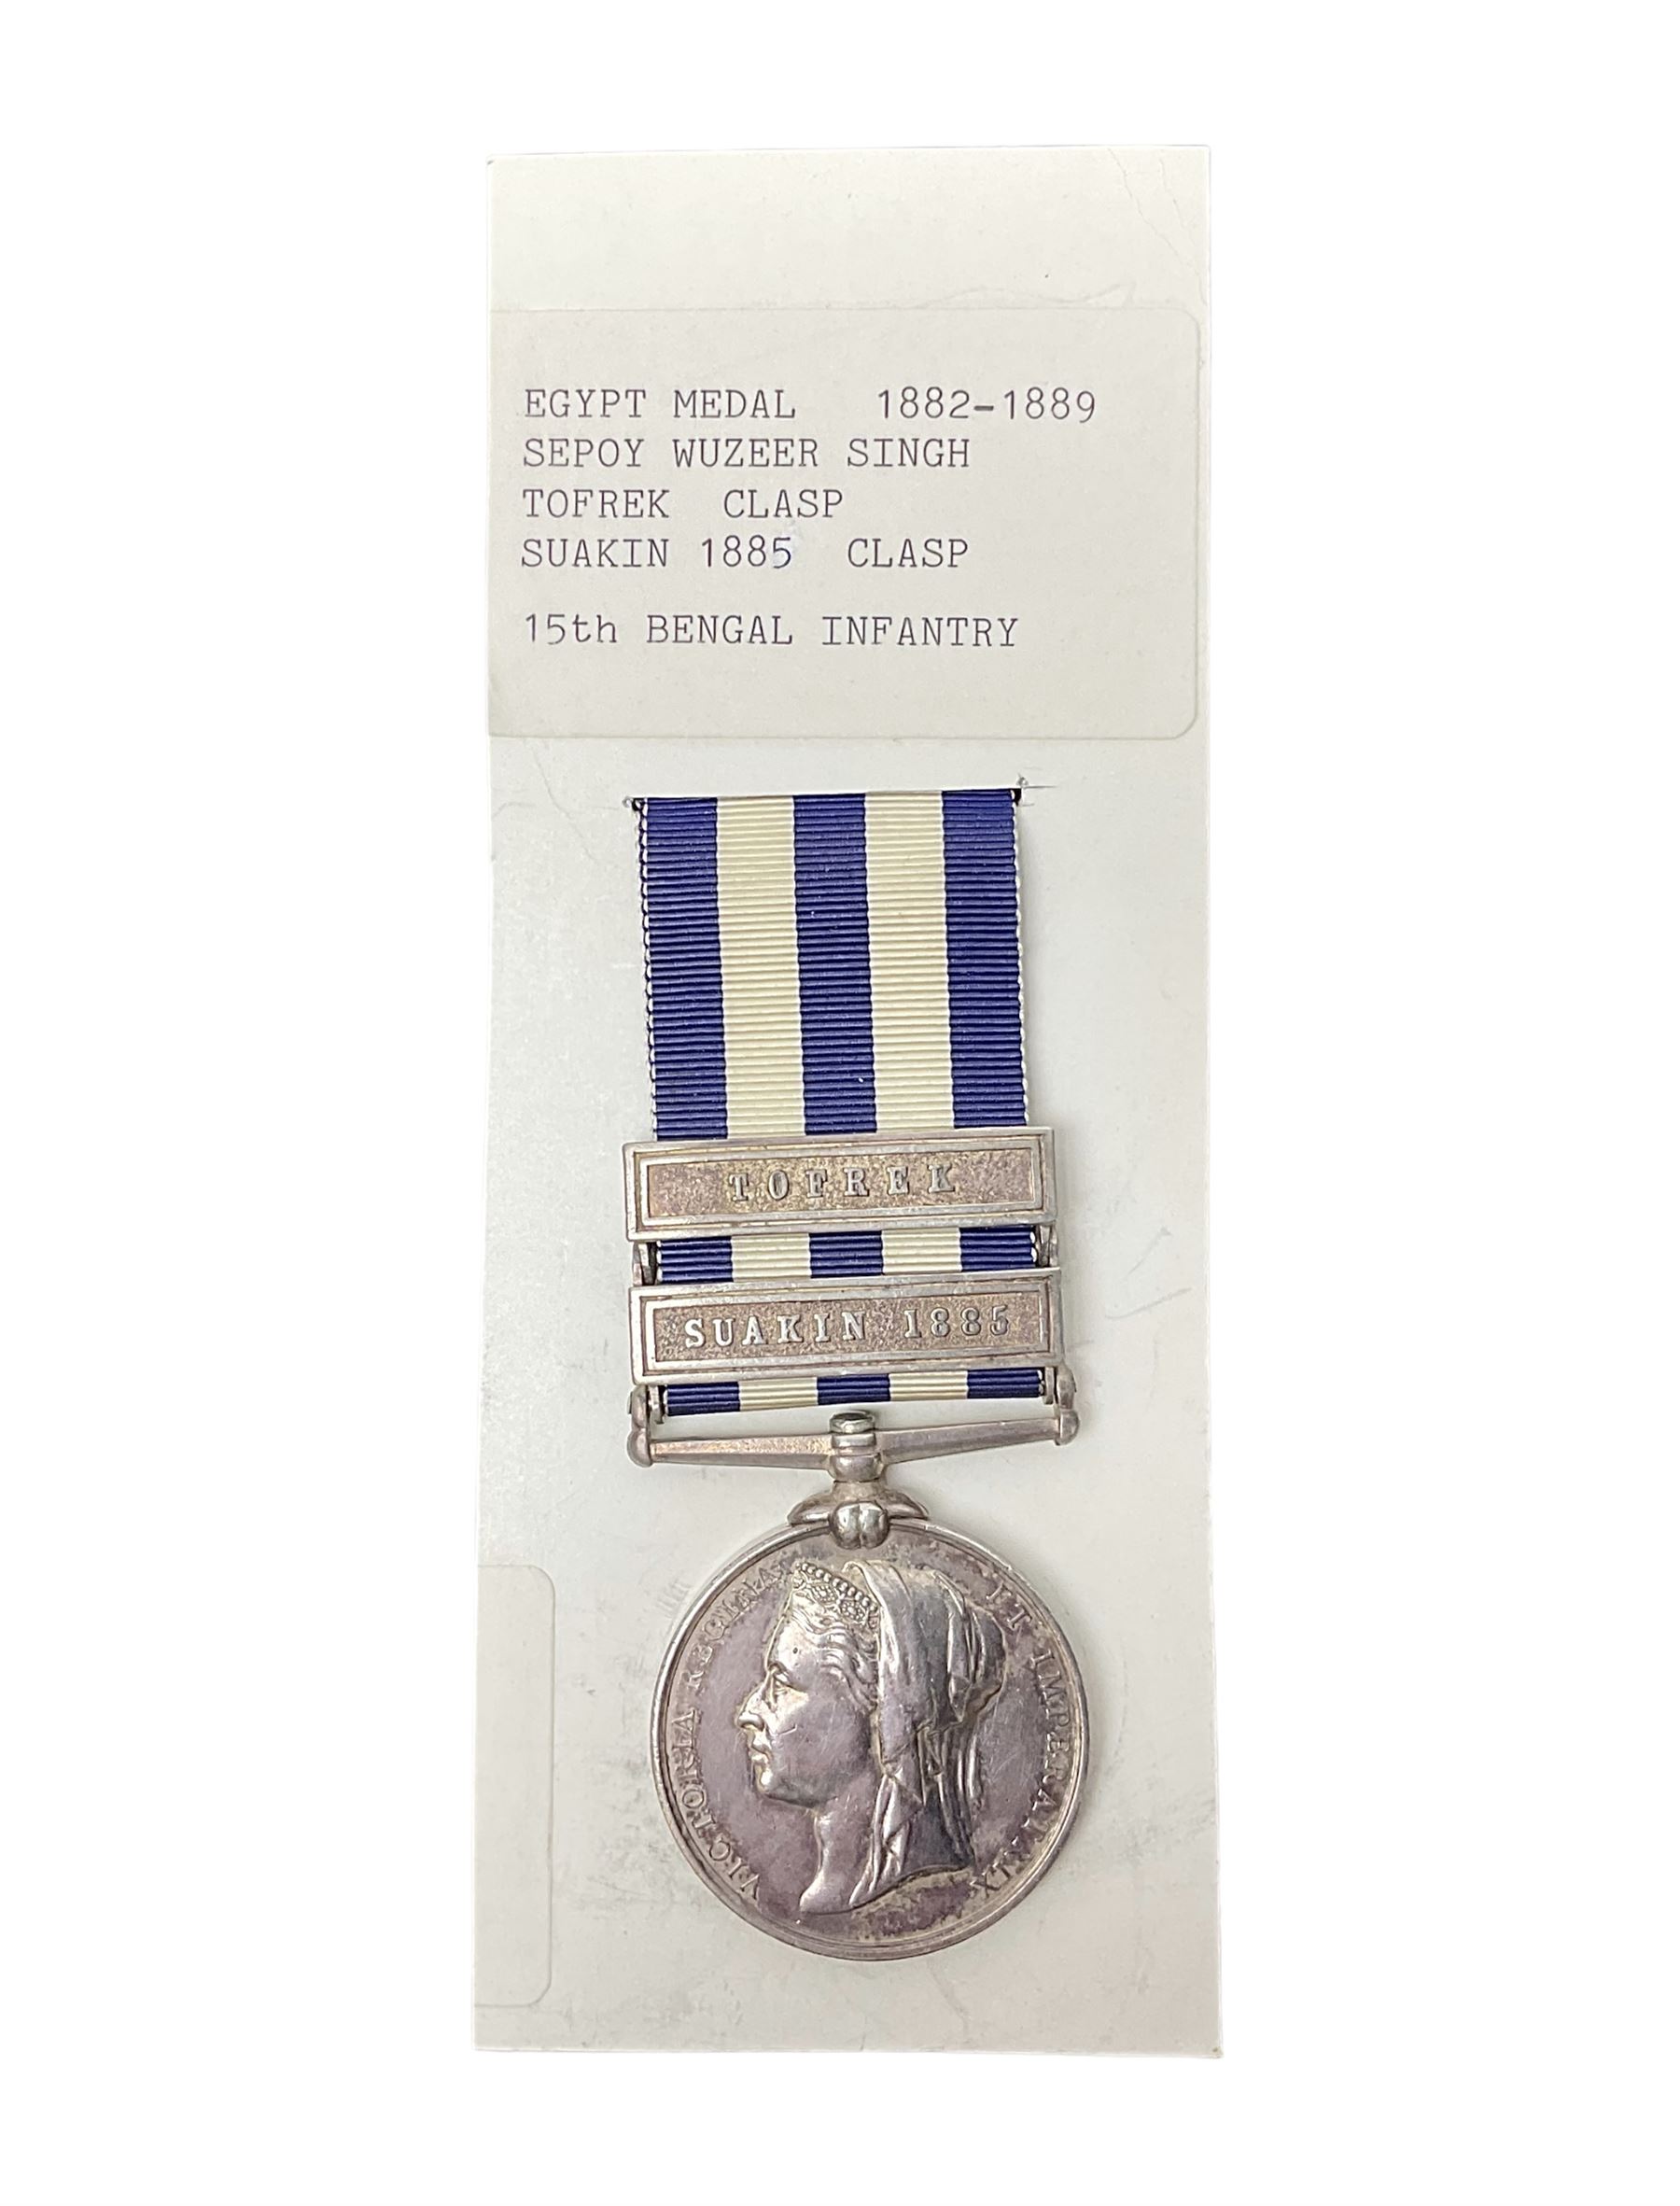 EGYPT MEDAL 1882-1889
SEPOY WUZEER SINGH
TOFREK CLASP
SUAKIN 1885 CLASP
15th BENGAL INFANTRY
TOFREK
SUAKIN 1885
VICTORIA REGINA ET IMPERATRIX